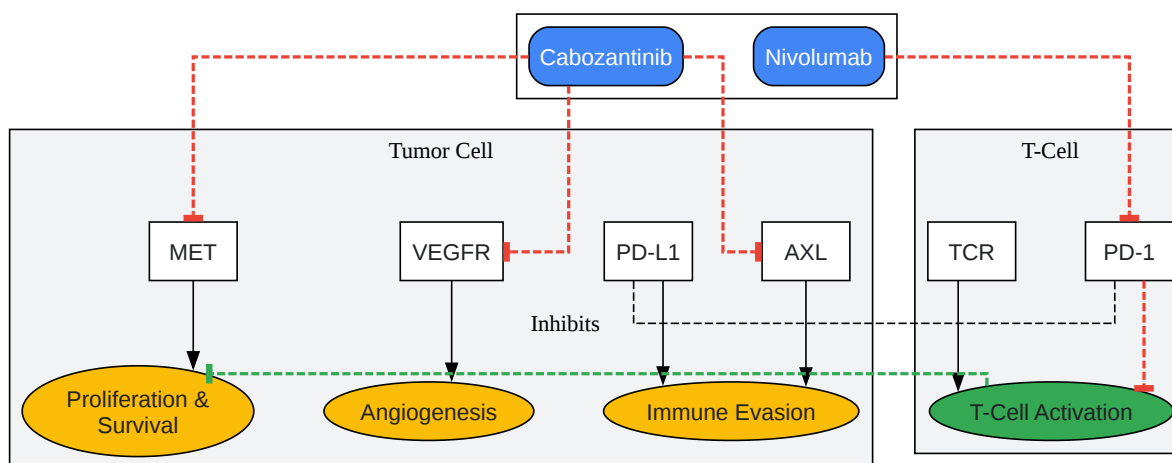 Cabozantinib
Nivolumab
Tumor Cell
T-Cell
MET
VEGFR
PD-L1
AXL
TCR
PD-1
Inhibits
Proliferation &
Survival
Angiogenesis
Immune Evasion
T-Cell Activation